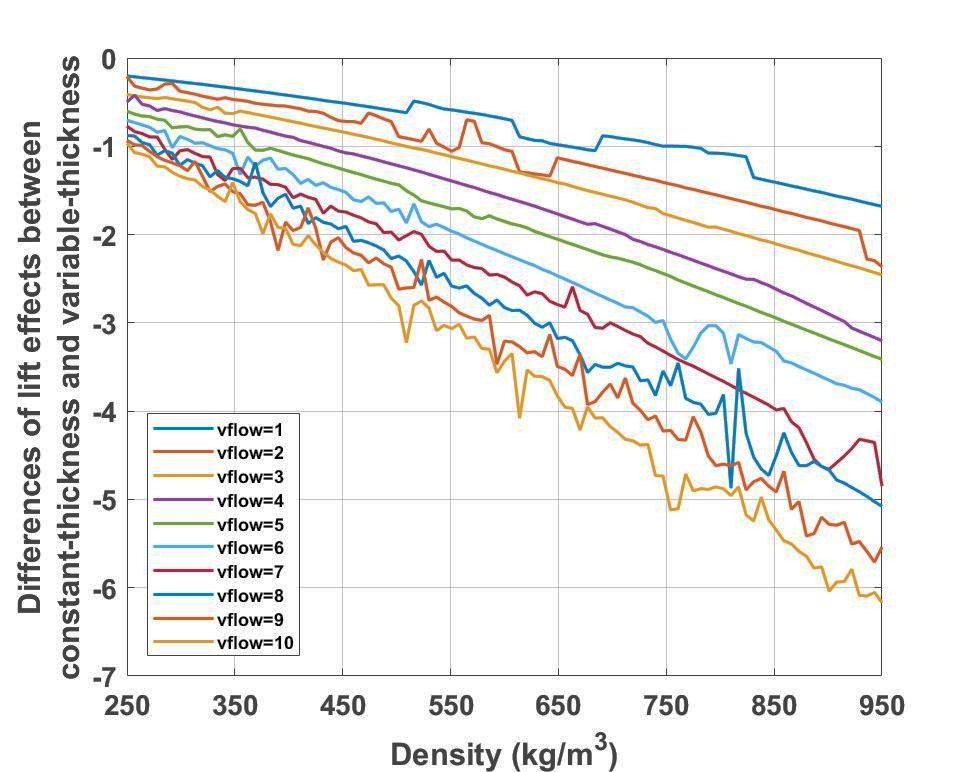 Differences of lift effects between
constant-thickness and variable-thickness
0
-1
-2
-3
-4
-5
-6
-7
vflow=1
vflow=2
vflow=3
vflow=4
vflow=5
vflow=6
vflow=7
vflow=8
vflow=9
vflow=10
250 350 450 550 650 750 850 950
Density (kg/m³)